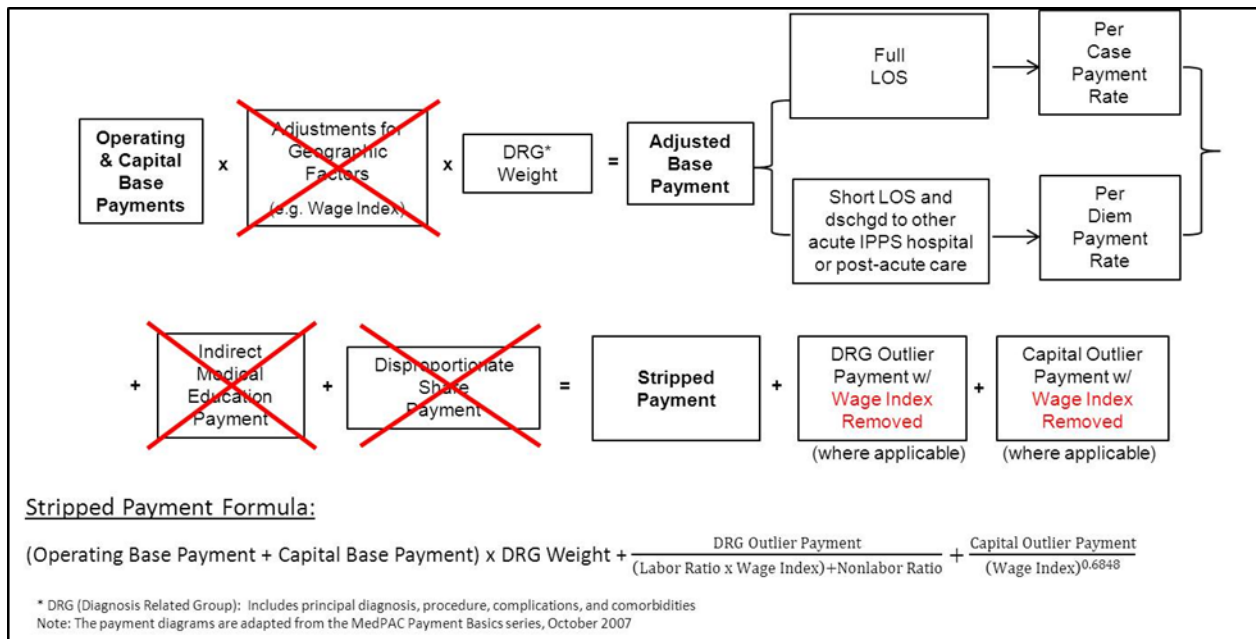 Operating
& Capital
Base
Payments
x
Adjustments for
Geographic
Factors
(e.g. Wage Index)
x
DRG*
Weight
=
Adjusted
Base
Payment
Full
LOS
Per
Case
Payment
Rate
Short LOS and
dschgd to other
acute IPPS hospital
or post-acute care
Per
Diem
Payment
Rate
+
Indirect
Medical
Education
Payment
+
Disproportionate
Share
Payment
=
Stripped
Payment
+
DRG Outlier
Payment w/
Wage Index
Removed
(where applicable)
+
Capital Outlier
Payment w/
Wage Index
Removed
(where applicable)
Stripped Payment Formula:
(Operating Base Payment + Capital Base Payment) x DRG Weight + DRG Outlier Payment / (Labor Ratio x Wage Index)+Nonlabor Ratio + Capital Outlier Payment / (Wage Index)^0.6848
* DRG (Diagnosis Related Group): Includes principal diagnosis, procedure, complications, and comorbidities
Note: The payment diagrams are adapted from the MedPAC Payment Basics series, October 2007